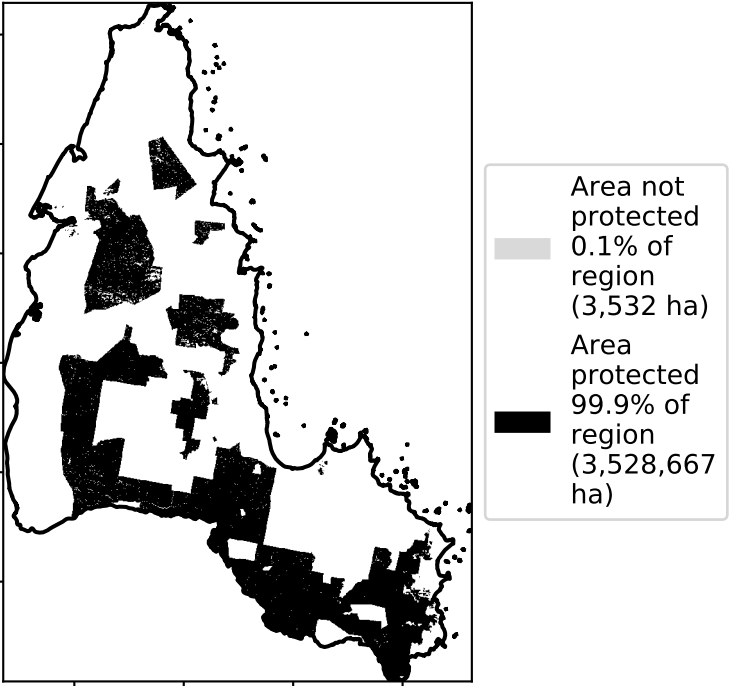 Area not
protected
0.1% of
region
(3,532 ha)
Area
protected
99.9% of
region
(3,528,667
ha)